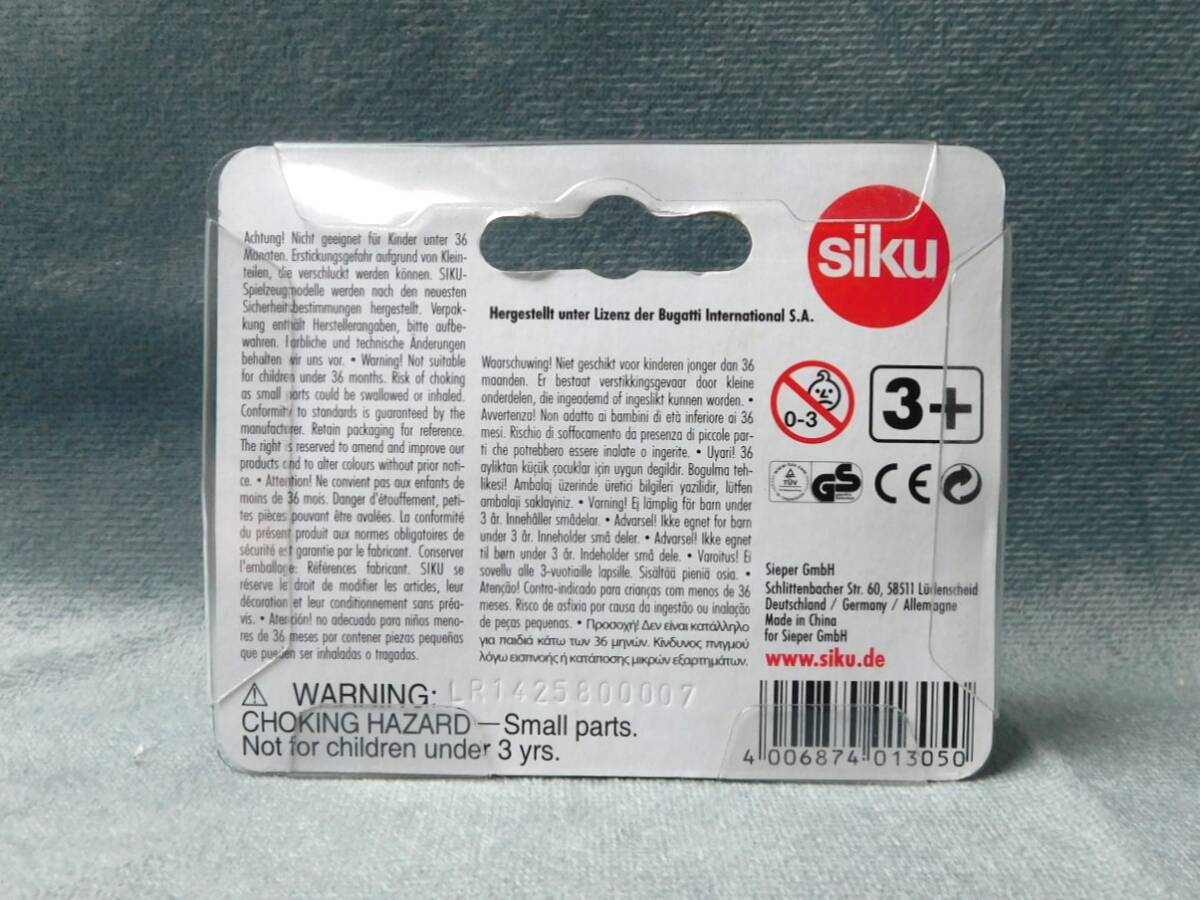 Achtung! Nicht geeignet für Kinder unter 36
Monaten. Erstickungsgefahr aufgrund von Klein-
teilen, die verschluckt werden können. SIKU-
Spielzeugmodelle werden nach den neuesten
Sicherheitsbestimmungen hergestellt. Verpak-
kung enthält Herstellerangaben, bitte aufbe-
wahren. Farbliche und technische Änderungen
behalten wir uns vor. • Warning! Not suitable
for children under 36 months. Risk of choking
as small parts could be swallowed or inhaled.
Conformity to standards is guaranteed by the
manufacturer. Retain packaging for reference.
The right is reserved to amend and improve our
products and to alter colours without prior noti-
ce. • Attention! Ne convient pas aux enfants de
moins de 36 mois. Danger d'étouffement, peti-
tes pièces pouvant être avalées. La conformité
du présent produit aux normes obligatoires de
sécurité est garantie par le fabricant. Conserver
l'emballage: Références fabricant. SIKU se
réserve le droit de modifier les articles, leur
décoration et leur conditionnement sans préa-
vis. • Atención! no adecuado para niños meno-
res de 36 meses por contener piezas pequeñas
que pueden ser inhaladas o tragadas.
siku
Hergestellt unter Lizenz der Bugatti International S.A.
Waarschuwing! Niet geschikt voor kinderen jonger dan 36
maanden. Er bestaat verstikkingsgevaar door kleine
onderdelen, die ingeademd of ingeslikt kunnen worden. •
Avvertenza! Non adatto ai bambini di età inferiore ai 36
mesi. Rischio di soffocamento da presenza di piccole par-
ti che potrebbero essere inalate o ingerite. • Uyari! 36
ayliktan küçük çocuklar için uygun degildir. Bogulma teh-
likesi! Ambalaj üzerinde üretici bilgileri yazilidir, lütfen
ambalaji saklayiniz. • Varning! Ej lämplig för barn under
3 år. Innehåller smådelar. • Advarsel! Ikke egnet for barn
under 3 år. Inneholder små deler. • Advarsel! Ikke egnet
til børn under 3 år. Indeholder små dele. • Varoitus! Ei
sovellu alle 3-vuotiaille lapsille. Sisältää pieniä osia. •
Atenção! Contra-indicado para crianças com menos de 36
meses. Risco de asfixia por causa da ingestão ou inalação
de peças pequenas. • Προσοχή! Δεν είναι κατάλληλο
για παιδιά κάτω των 36 μηνών. Κίνδυνος πνιγμού
λόγω εισπνοής ή κατάποσης μικρών εξαρτημάτων.
0-3
3+
TÜV
GS
CE
Sieper GmbH
Schlittenbacher Str. 60, 58511 Lüdenscheid
Deutschland / Germany / Allemagne
Made in China
for Sieper GmbH
www.siku.de
WARNING: LR1425800007
CHOKING HAZARD — Small parts.
Not for children under 3 yrs.
4 006874 013050